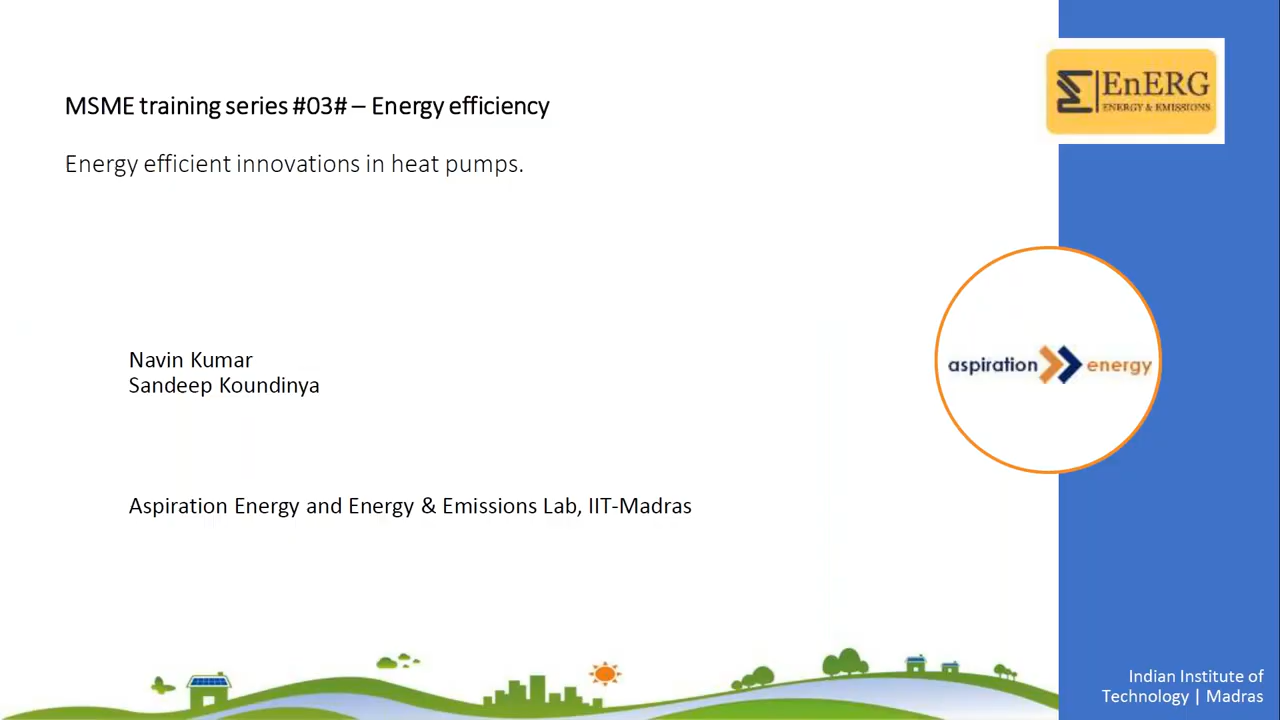 MSME training series #03# – Energy efficiency
Energy efficient innovations in heat pumps.
EnERG
ENERGY & EMISSIONS
aspiration energy
Navin Kumar
Sandeep Koundinya
Aspiration Energy and Energy & Emissions Lab, IIT-Madras
Indian Institute of
Technology | Madras